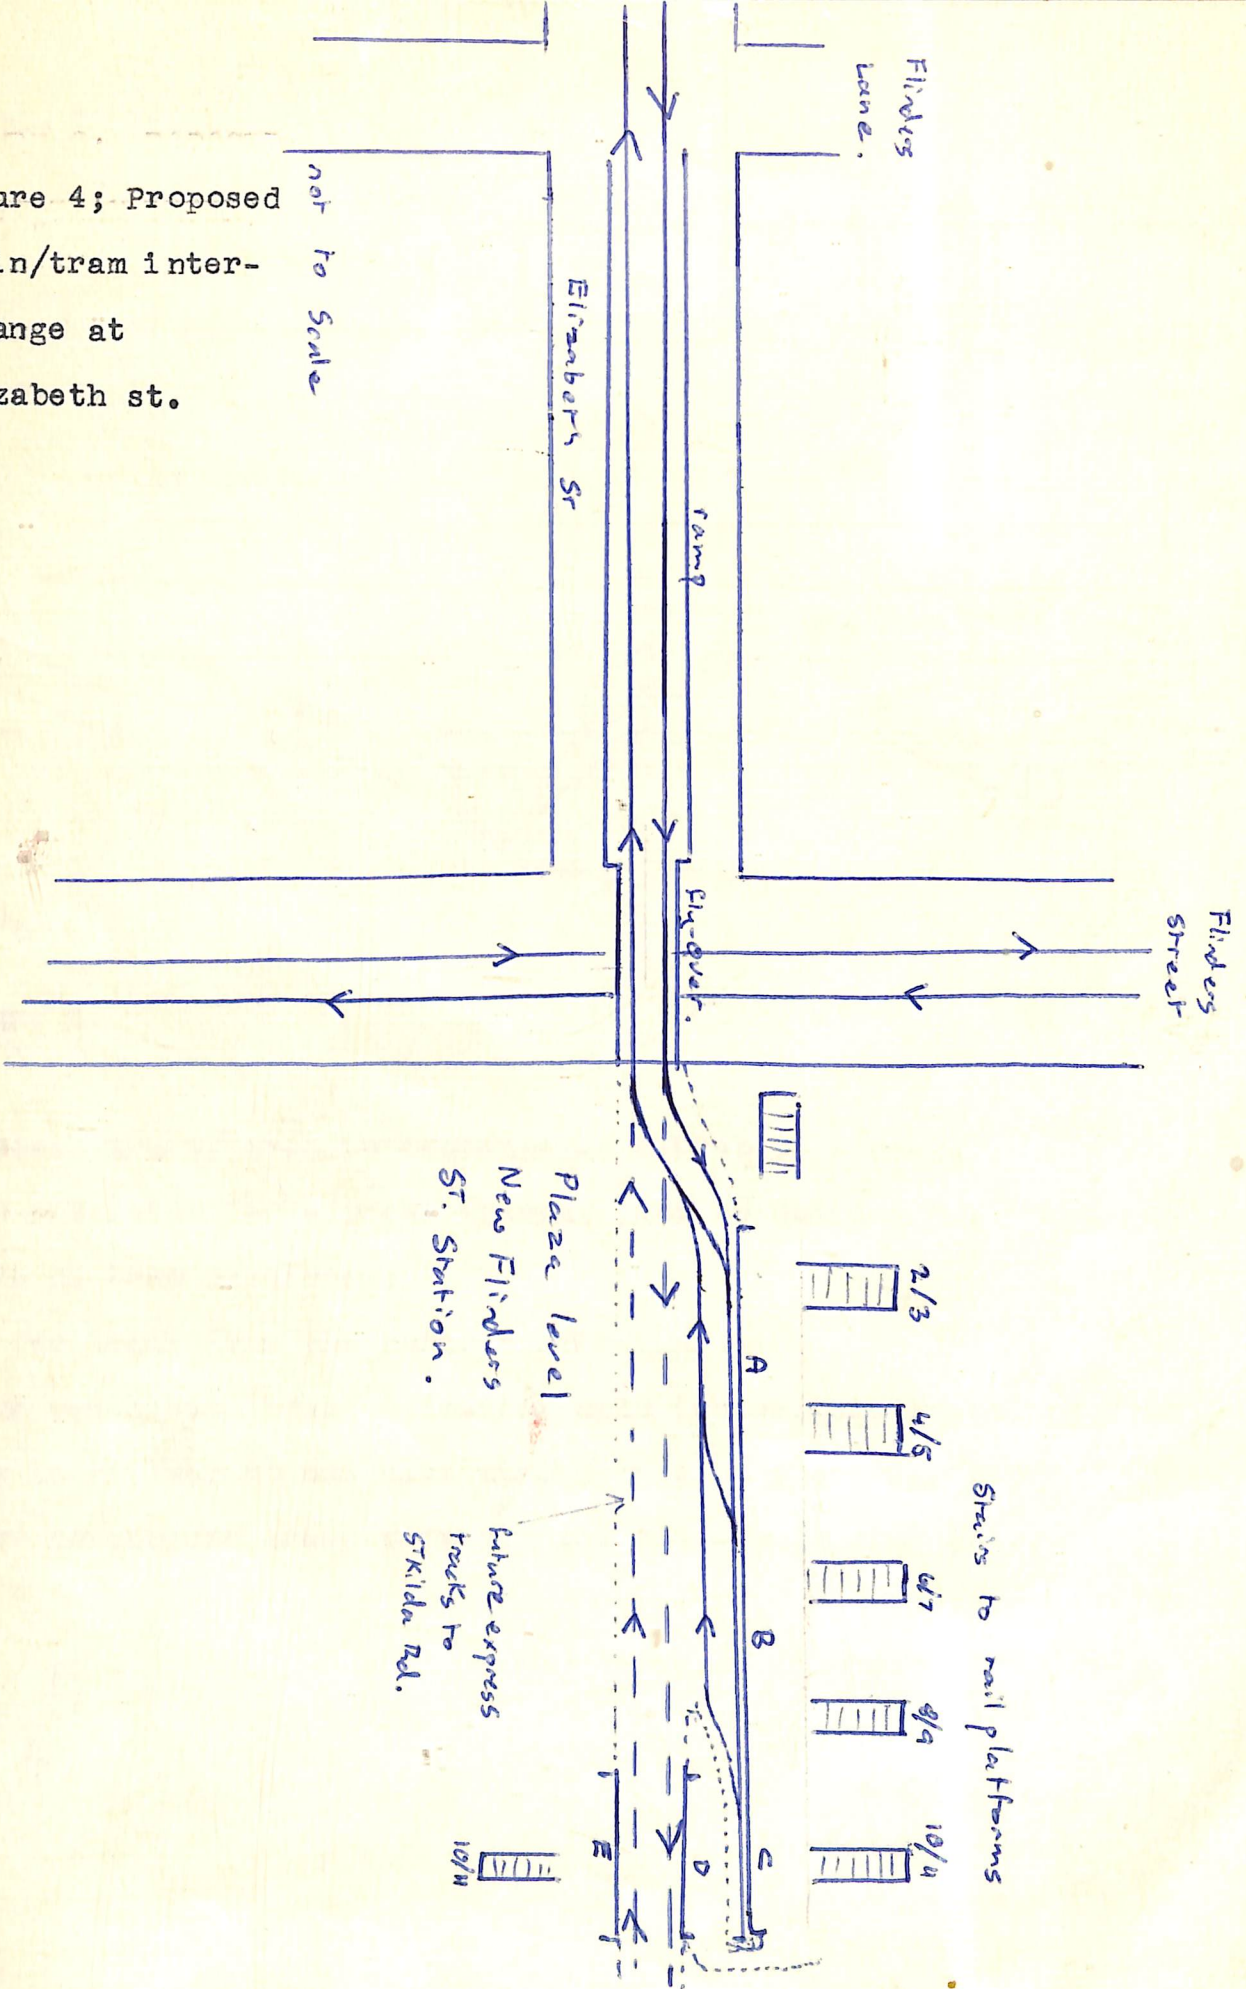 ure 4; Proposed
in/tram inter-
ange at
zabeth st.
not to Scale
Flinders
Lane.
Elizabeth St
ramp
fly-over.
Flinders
Street
Plaza level
New Flinders
ST. Station.
future express
tracks to
ST Kilda Rd.
Stairs to rail platforms
2/3
4/5
6/7
8/9
10/11
10/11
A
B
C
D
E